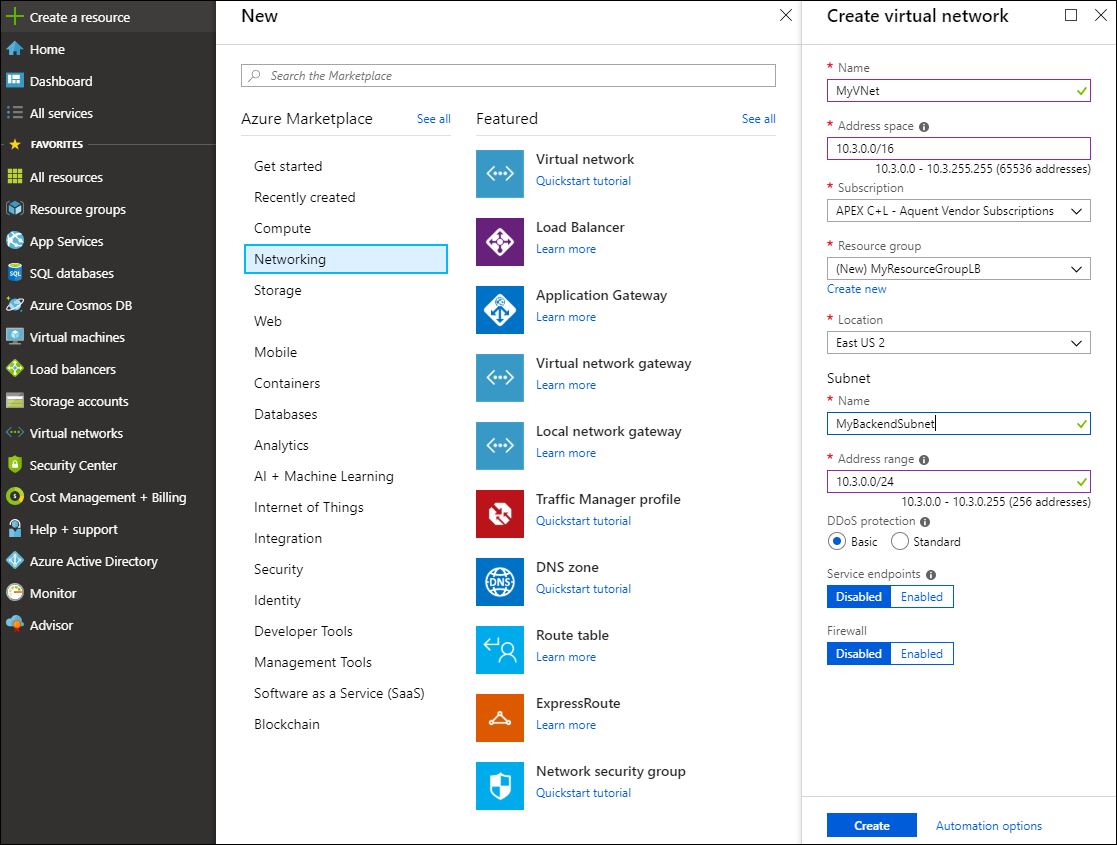 Create a resource
Home
Dashboard
All services
FAVORITES
All resources
Resource groups
App Services
SQL databases
Azure Cosmos DB
Virtual machines
Load balancers
Storage accounts
Virtual networks
Security Center
Cost Management + Billing
Help + support
Azure Active Directory
Monitor
Advisor
New
Search the Marketplace
Azure Marketplace
See all
Get started
Recently created
Compute
Networking
Storage
Web
Mobile
Containers
Databases
Analytics
AI + Machine Learning
Internet of Things
Integration
Security
Identity
Developer Tools
Management Tools
Software as a Service (SaaS)
Blockchain
Featured
See all
Virtual network
Quickstart tutorial
Load Balancer
Learn more
Application Gateway
Learn more
Virtual network gateway
Learn more
Local network gateway
Learn more
Traffic Manager profile
Quickstart tutorial
DNS
DNS zone
Quickstart tutorial
Route table
Learn more
ExpressRoute
Learn more
Network security group
Quickstart tutorial
Create virtual network
* Name
MyVNet
* Address space
10.3.0.0/16
10.3.0.0 - 10.3.255.255 (65536 addresses)
* Subscription
APEX C+L - Aquent Vendor Subscriptions
* Resource group
(New) MyResourceGroupLB
Create new
* Location
East US 2
Subnet
* Name
MyBackendSubnet
* Address range
10.3.0.0/24
10.3.0.0 - 10.3.0.255 (256 addresses)
DDoS protection
Basic Standard
Service endpoints
Disabled Enabled
Firewall
Disabled Enabled
Create Automation options